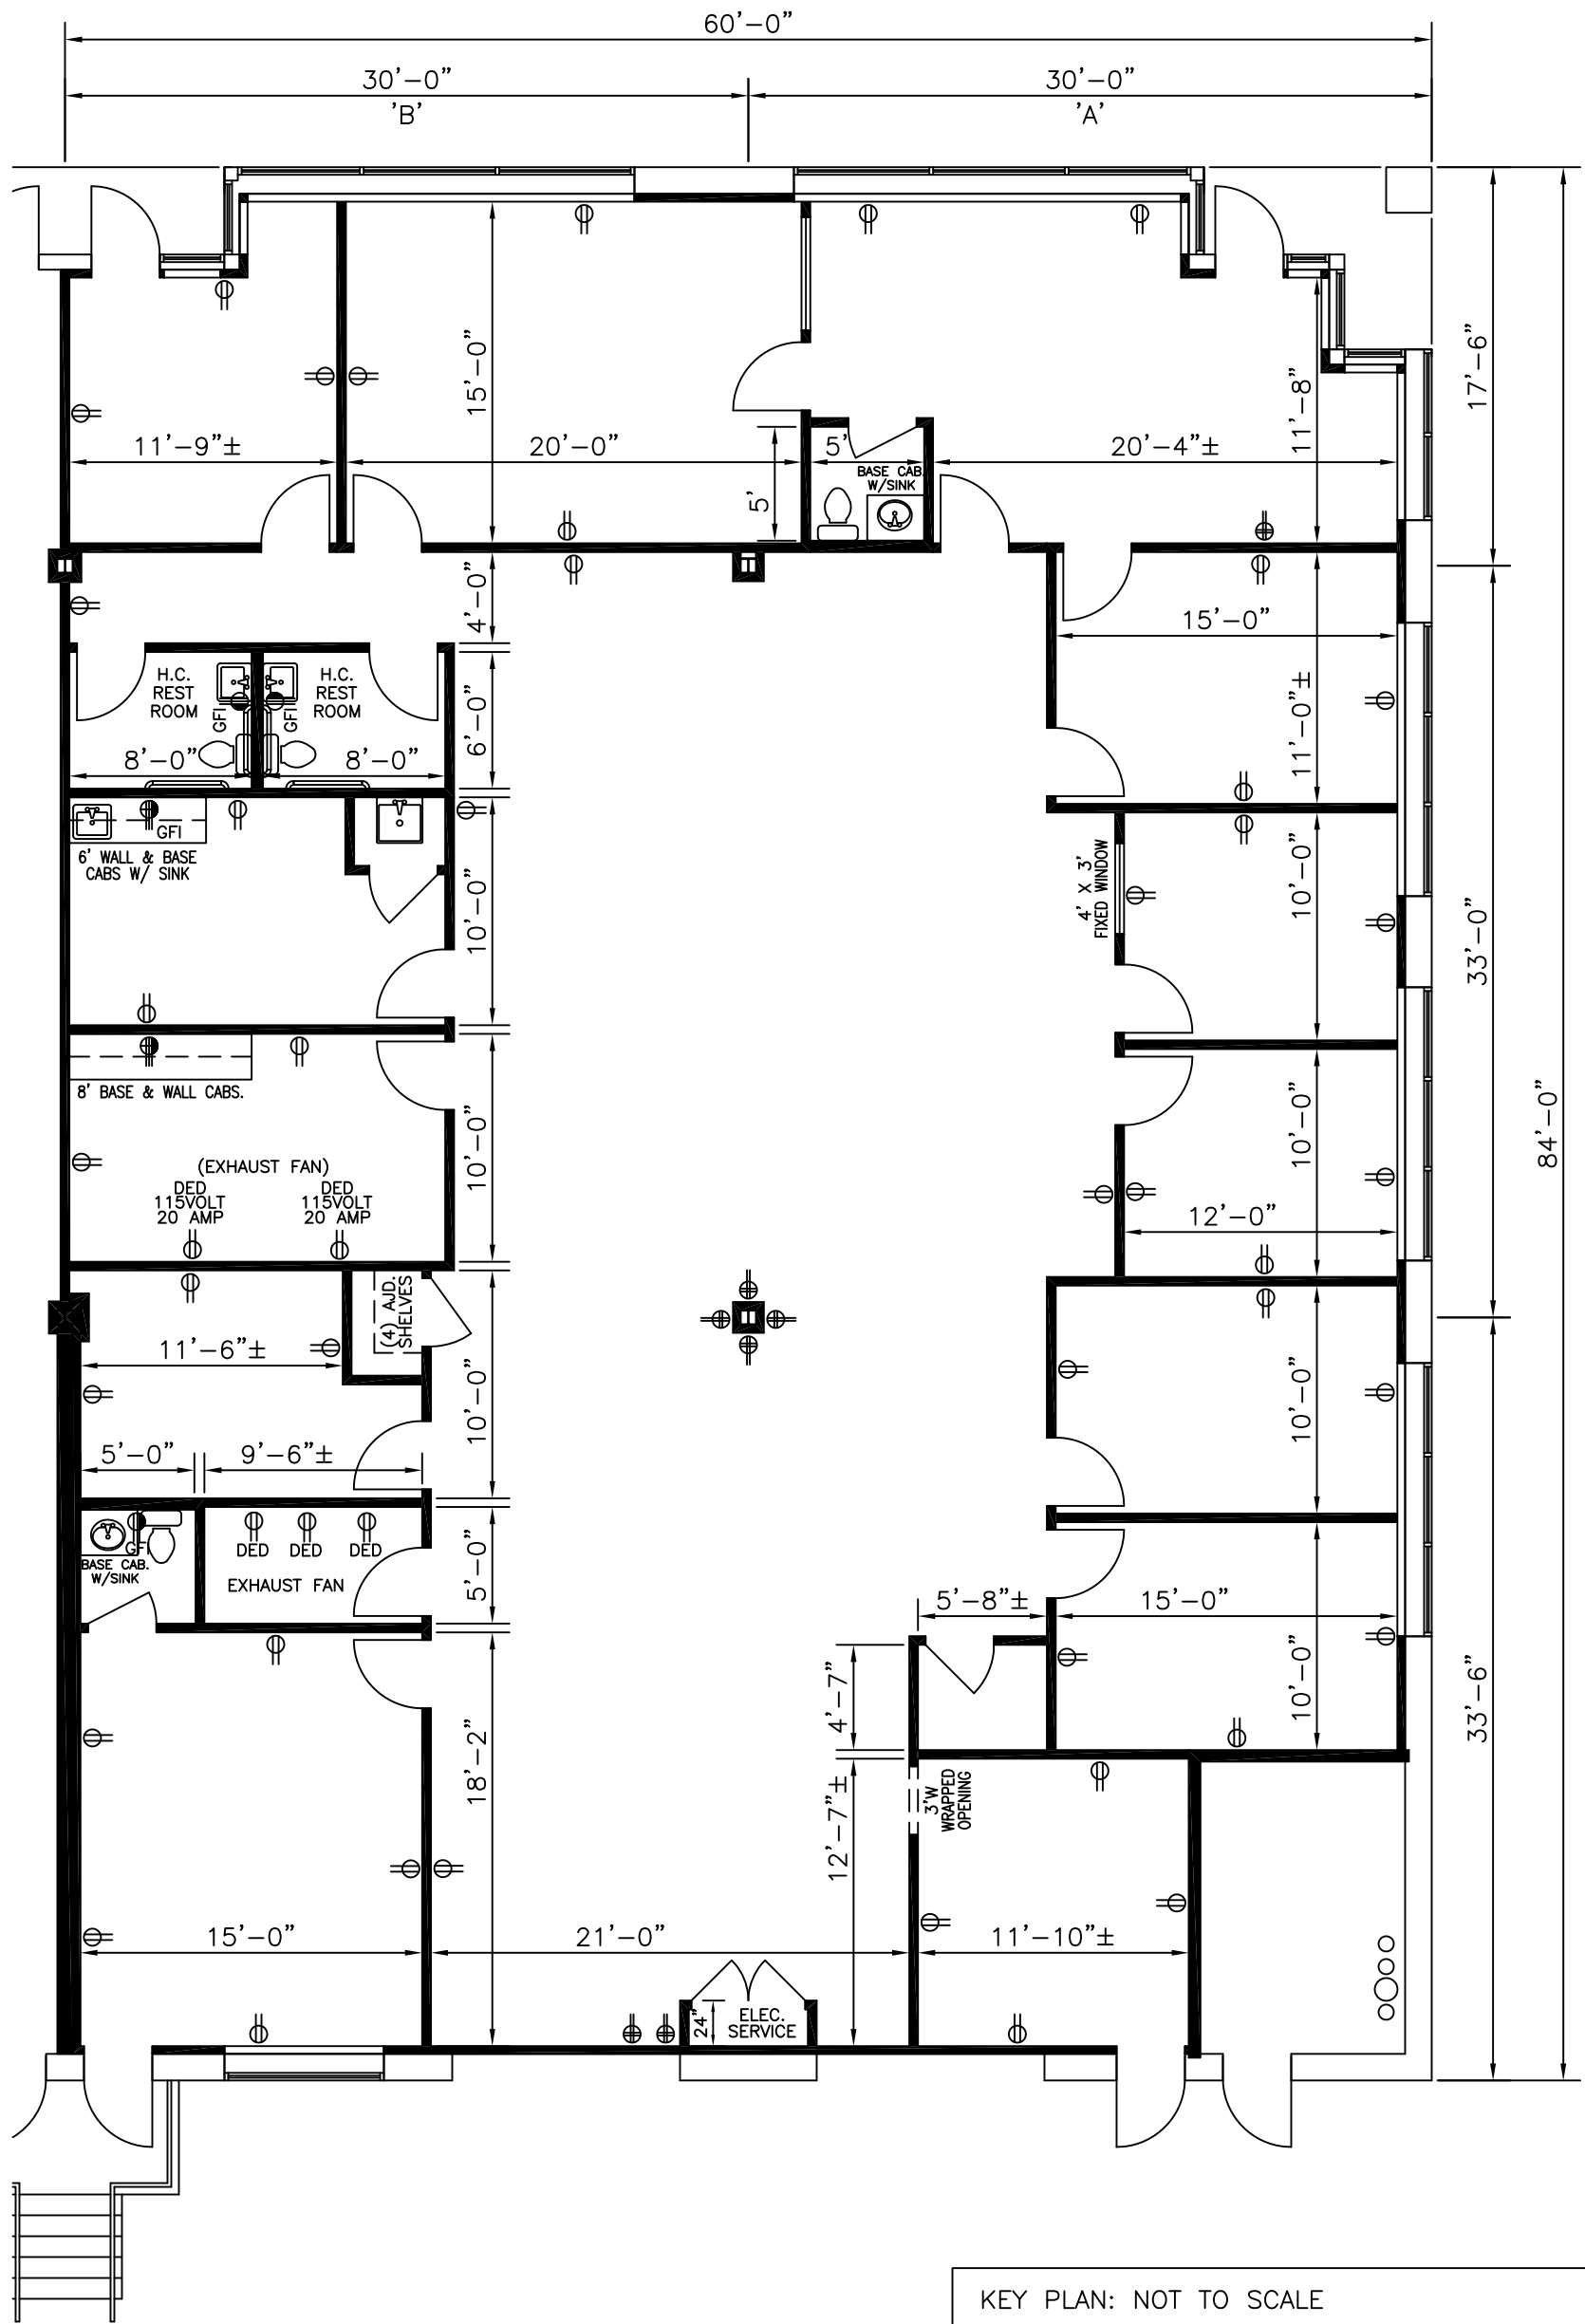 60'-0"
30'-0"
30'-0"
'B'
'A'
15'-0"
11'-9"±
20'-0"
5'
5'
BASE CAB.
W/SINK
20'-4"±
11'-8"
17'-6"
4'-0"
H.C.
REST
ROOM
GFI
8'-0"
H.C.
REST
ROOM
GFI
8'-0"
6'-0"
15'-0"
11'-0"±
GFI
6' WALL & BASE
CABS W/ SINK
10'-0"
4' X 3'
FIXED WINDOW
10'-0"
33'-0"
8' BASE & WALL CABS.
(EXHAUST FAN)
DED
115VOLT
20 AMP
DED
115VOLT
20 AMP
10'-0"
10'-0"
12'-0"
84'-0"
(4) AJD.
SHELVES
11'-6"±
10'-0"
10'-0"
5'-0"
9'-6"±
GFI
BASE CAB.
W/SINK
DED
DED
DED
EXHAUST FAN
5'-0"
5'-8"±
15'-0"
10'-0"
4'-7"
33'-6"
18'-2"
12'-7"±
3'W
WRAPPED
OPENING
15'-0"
21'-0"
11'-10"±
24"
ELEC.
SERVICE
KEY PLAN: NOT TO SCALE